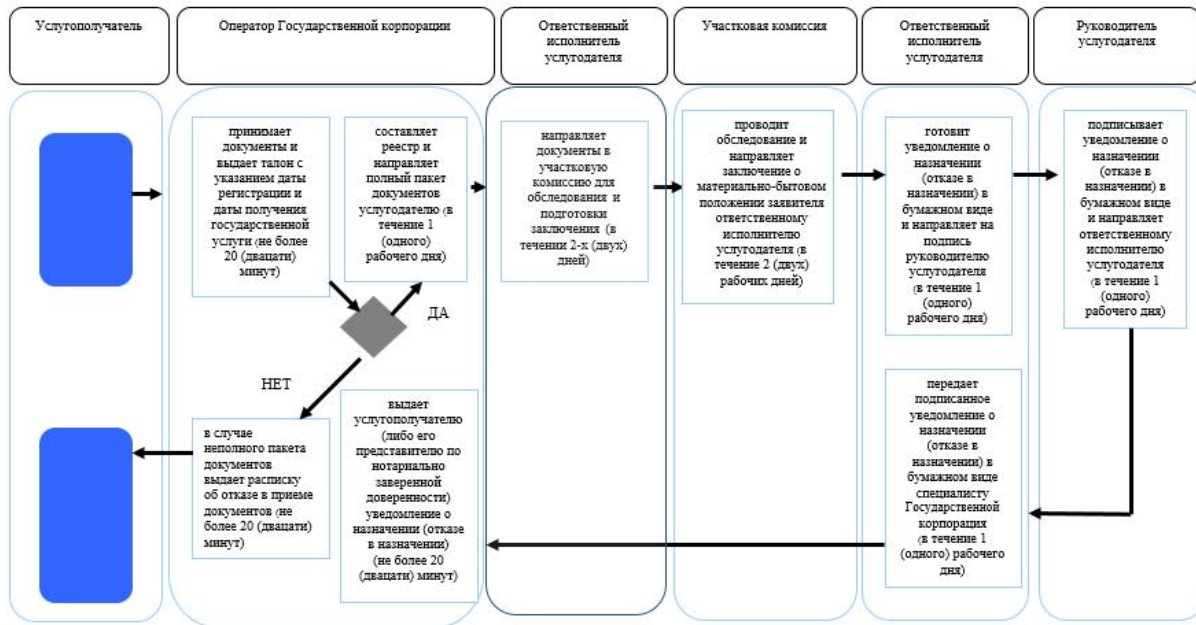 Услугополучатель
Оператор Государственной корпорации
Ответственный
исполнитель
услугодателя
Участковая комиссия
Ответственный
исполнитель
услугодателя
Руководитель
услугодателя
принимает
документы и
выдает талон с
указанием даты
регистрации и
даты получения
государственной
услуги (не более
20 (двацати)
минут)
составляет
реестр и
направляет
полный пакет
документов
услугодателю (в
течение 1
(одного)
рабочего дня)
направляет
документы в
участковую
комиссию для
обследования и
подготовки
заключения (в
течении 2-х (двух)
дней)
проводит
обследование и
направляет
заключение о
материально-бытовом
положении заявителя
ответственному
исполнителю
услугодателя (в
течение 2 (двух)
рабочих дней)
готовит
уведомление о
назначении
(отказе в
назначении) в
бумажном виде
и направляет на
подпись
руководителю
услугодателя
(в течение 1
(одного)
рабочего дня)
подписывает
уведомление о
назначении
(отказе в
назначении) в
бумажном виде
и направляет
ответственному
исполнителю
услугодателя
(в течение 1
(одного)
рабочего дня)
ДА
НЕТ
в случае
неполного пакета
документов
выдает расписку
об отказе в приеме
документов (не
более 20 (двацати)
минут)
выдает
услугополучателю
(либо его
представителю по
нотариально
заверенной
доверенности)
уведомление о
назначении (отказе
в назначении)
(не более 20
(двацати) минут)
передает
подписанное
уведомление о
назначении
(отказе в
назначении) в
бумажном виде
специалисту
Государственной
корпорация
(в течение 1
(одного) рабочего
дня)